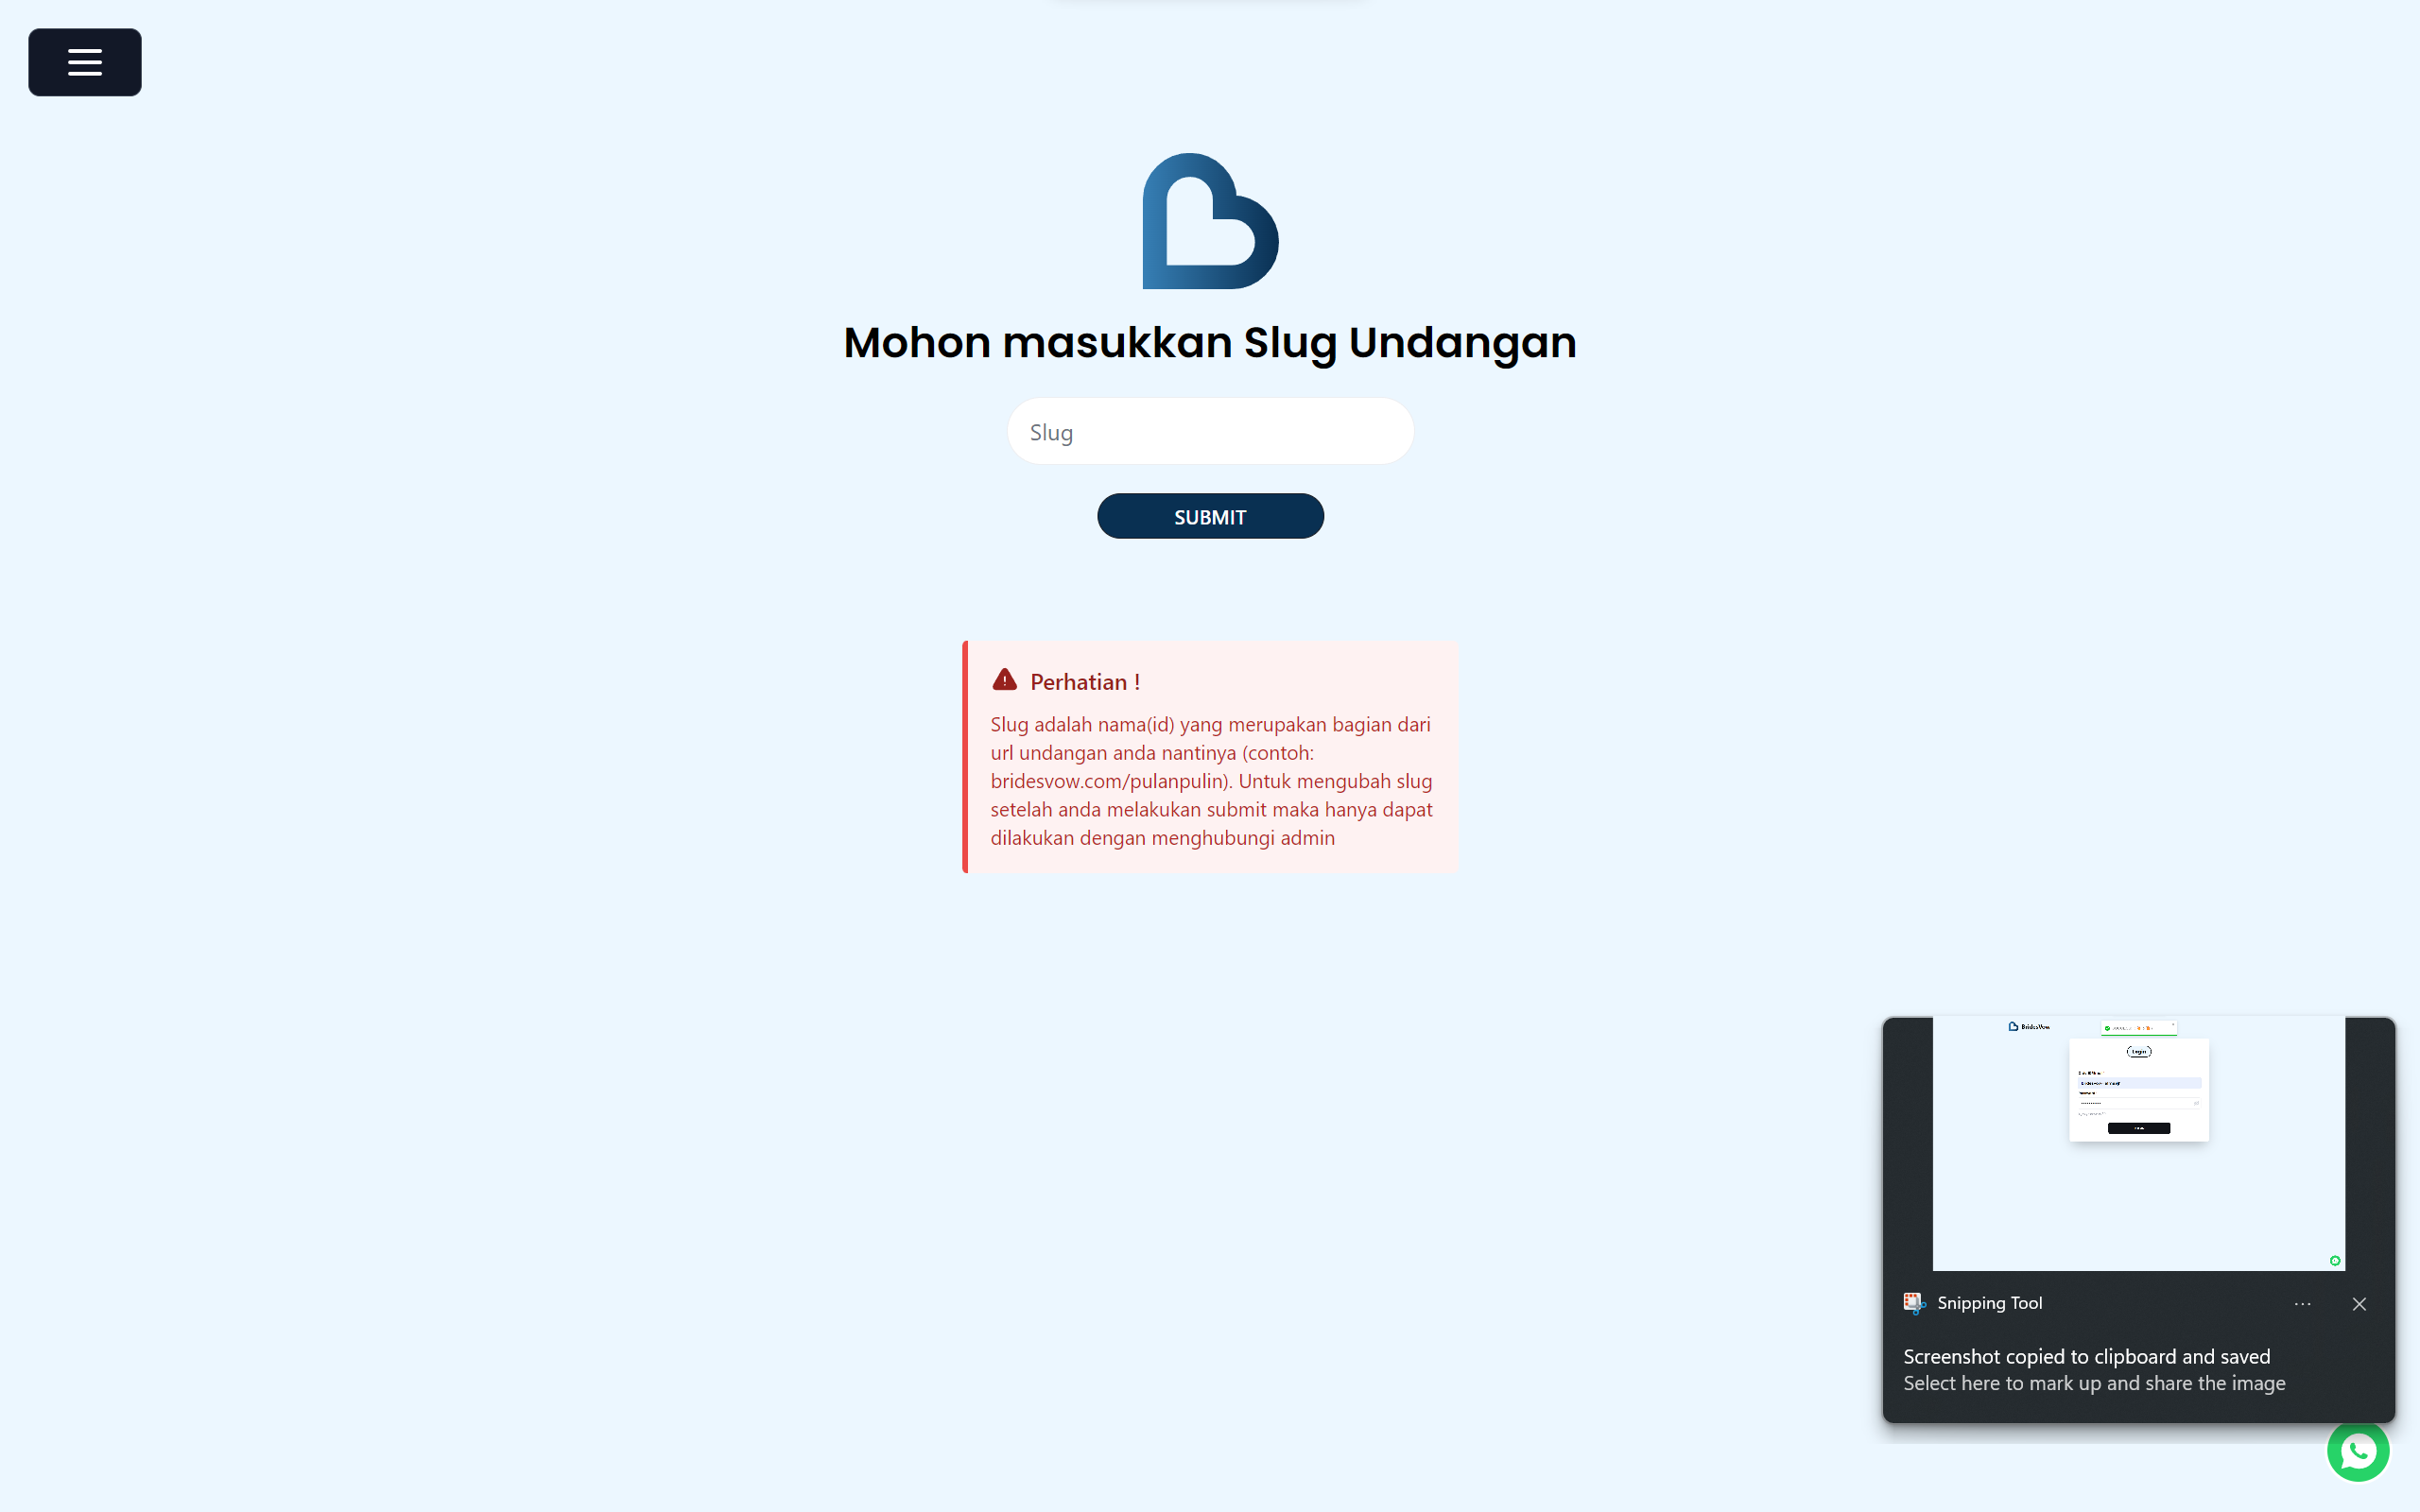 Mohon masukkan Slug Undangan
Slug
SUBMIT
Perhatian !
Slug adalah nama(id) yang merupakan bagian dari
url undangan anda nantinya (contoh:
bridesvow.com/pulanpulin). Untuk mengubah slug
setelah anda melakukan submit maka hanya dapat
dilakukan dengan menghubungi admin
BridesVow
Login
Snipping Tool
Screenshot copied to clipboard and saved
Select here to mark up and share the image